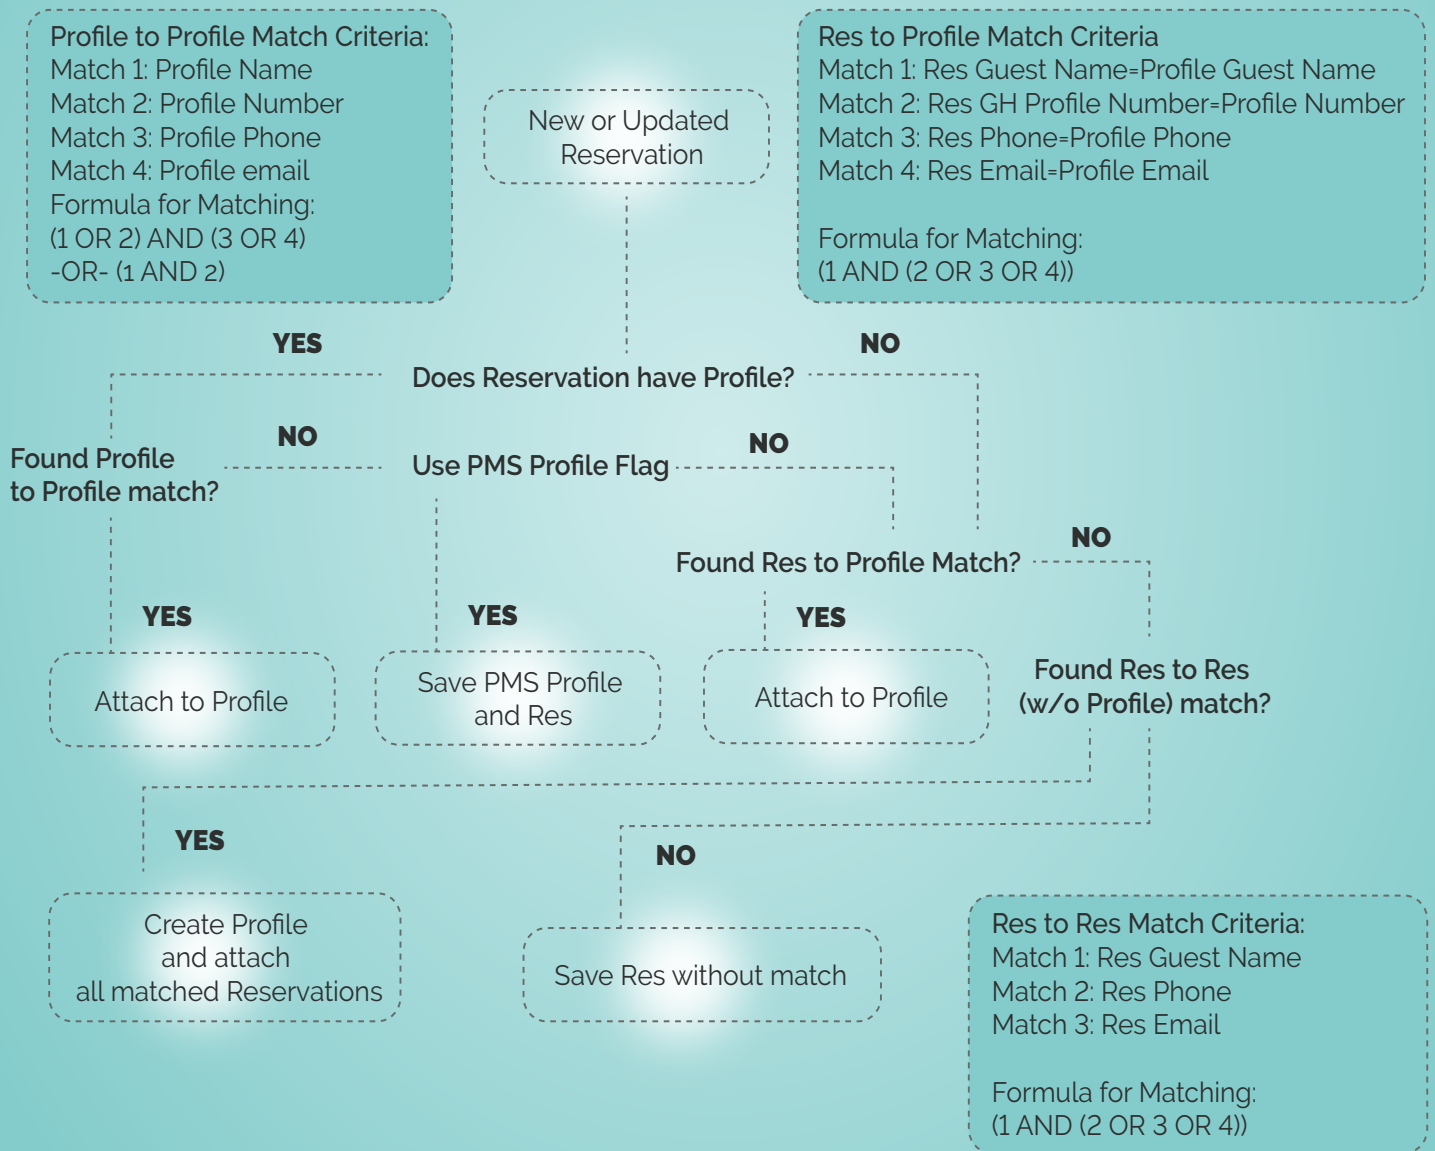 Profile to Profile Match Criteria:
Match 1: Profile Name
Match 2: Profile Number
Match 3: Profile Phone
Match 4: Profile email
Formula for Matching:
(1 OR 2) AND (3 OR 4)
-OR- (1 AND 2)
New or Updated
Reservation
Res to Profile Match Criteria
Match 1: Res Guest Name=Profile Guest Name
Match 2: Res GH Profile Number=Profile Number
Match 3: Res Phone=Profile Phone
Match 4: Res Email=Profile Email
Formula for Matching:
(1 AND (2 OR 3 OR 4))
YES
NO
Does Reservation have Profile?
Found Profile
to Profile match?
NO
Use PMS Profile Flag
NO
Found Res to Profile Match?
NO
YES
Attach to Profile
YES
Save PMS Profile
and Res
YES
Attach to Profile
Found Res to Res
(w/o Profile) match?
YES
Create Profile
and attach
all matched Reservations
NO
Save Res without match
Res to Res Match Criteria:
Match 1: Res Guest Name
Match 2: Res Phone
Match 3: Res Email
Formula for Matching:
(1 AND (2 OR 3 OR 4))